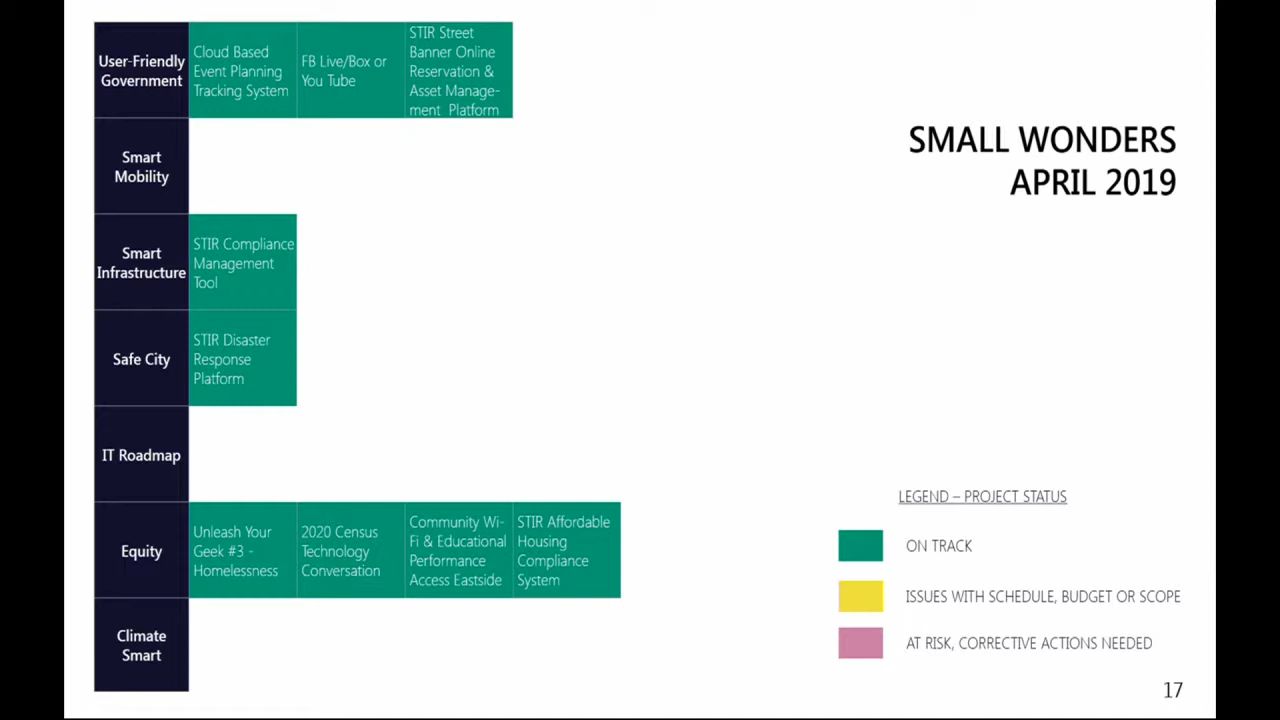 User-Friendly
Government
Cloud Based
Event Planning
Tracking System
FB Live/Box or
You Tube
STIR Street
Banner Online
Reservation &
Asset Manage-
ment Platform
SMALL WONDERS
APRIL 2019
Smart
Mobility
Smart
Infrastructure
STIR Compliance
Management
Tool
Safe City
STIR Disaster
Response
Platform
IT Roadmap
Equity
Unleash Your
Geek #3 -
Homelessness
2020 Census
Technology
Conversation
Community Wi-
Fi & Educational
Performance
Access Eastside
STIR Affordable
Housing
Compliance
System
Climate
Smart
LEGEND – PROJECT STATUS
ON TRACK
ISSUES WITH SCHEDULE, BUDGET OR SCOPE
AT RISK, CORRECTIVE ACTIONS NEEDED
17